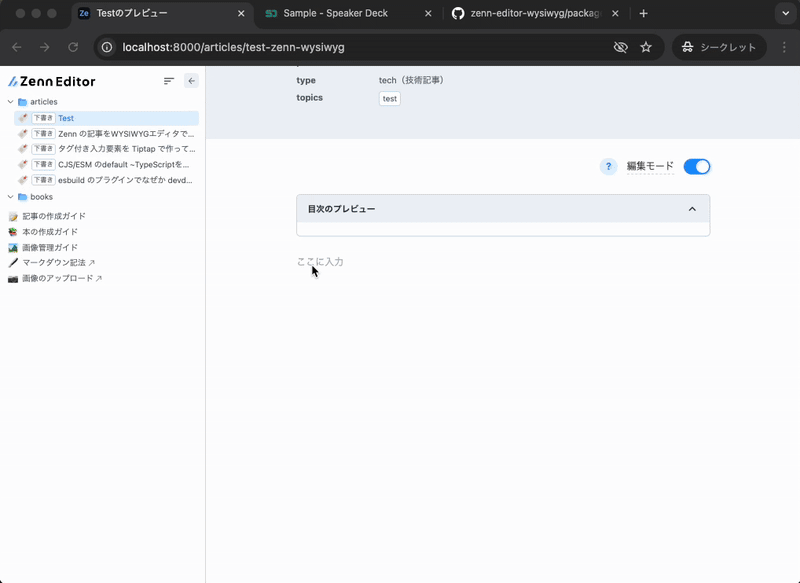 Ze Testのプレビュー
Sample - Speaker Deck
zenn-editor-wysiwyg/packag
localhost:8000/articles/test-zenn-wysiwyg
シークレット
Zenn Editor
articles
下書き Test
下書き Zenn の記事をWYSIWYGエディタで...
下書き タグ付き入力要素を Tiptap で作って...
下書き CJS/ESM のdefault ~TypeScriptを...
下書き esbuild のプラグインでなぜか devd...
books
記事の作成ガイド
本の作成ガイド
画像管理ガイド
マークダウン記法 ↗
画像のアップロード ↗
type tech（技術記事）
topics test
? 編集モード
目次のプレビュー
ここに入力